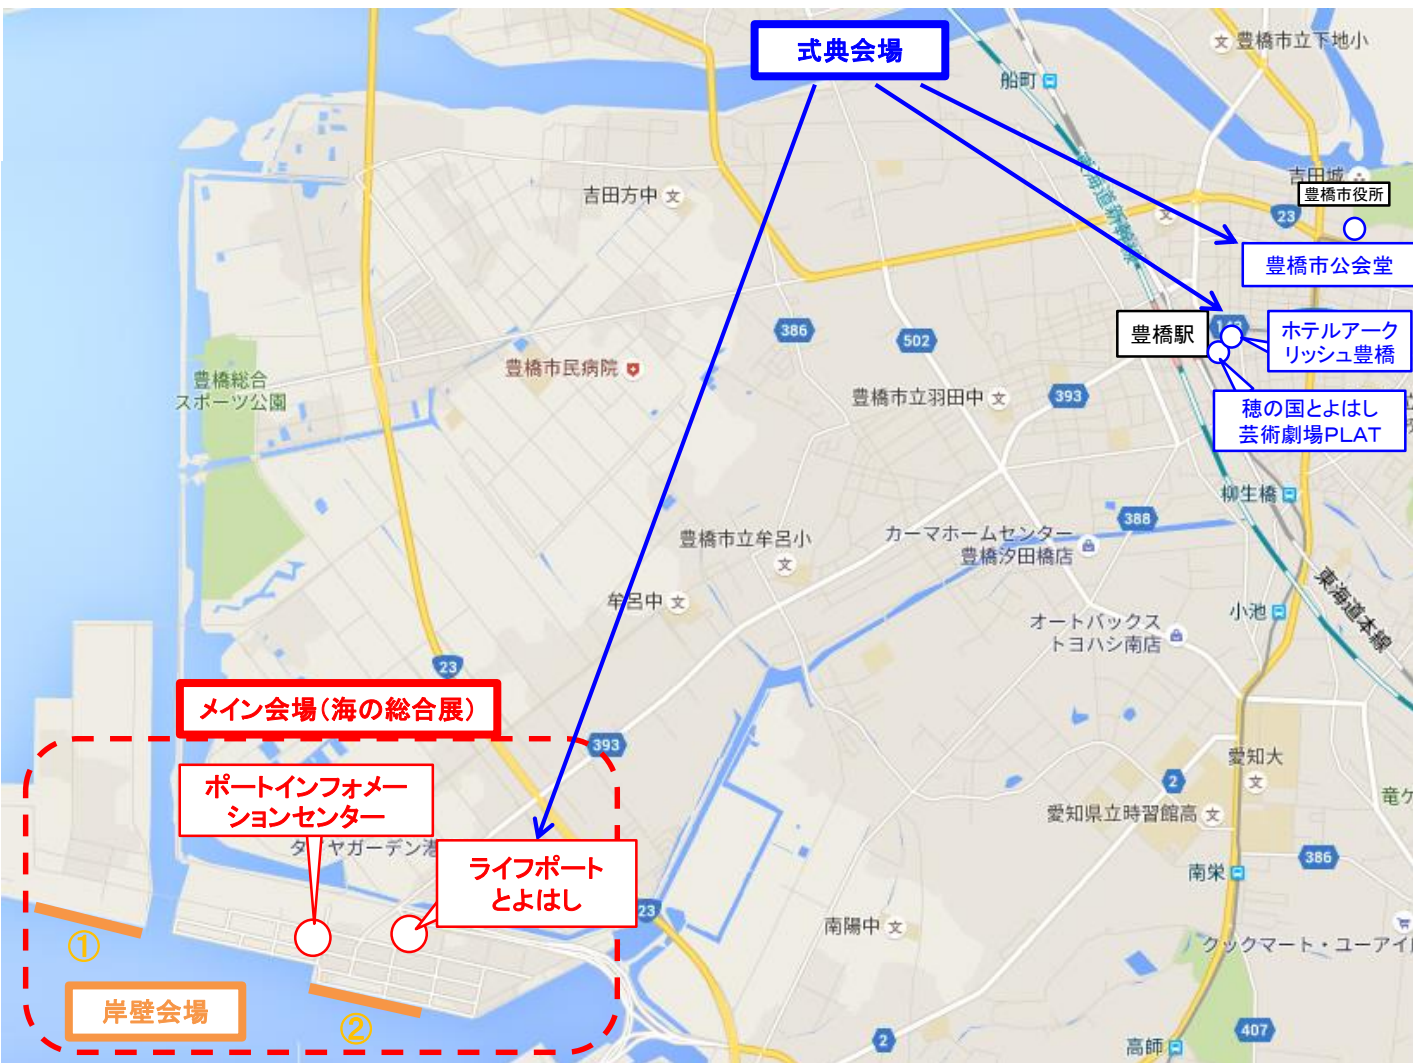 式典会場
豊橋市立下地小
船町
吉田方中
吉田城
豊橋市役所
23
東海道新幹線
豊橋市公会堂
386
502
豊橋駅
ホテルアーク
リッシュ豊橋
豊橋市民病院
豊橋総合
スポーツ公園
豊橋市立羽田中
393
穂の国とよはし
芸術劇場PLAT
柳生橋
388
豊橋市立牟呂小
カーマホームセンター
豊橋汐田橋店
牟呂中
オートバックス
トヨハシ南店
小池
東海道本線
23
メイン会場(海の総合展)
393
愛知大
2
ポートインフォメー
ションセンター
愛知県立時習館高
竜ケ
ライフポート
とよはし
386
南栄
23
南陽中
クックマート・ユーアイ
①
岸壁会場
②
2
407
高師